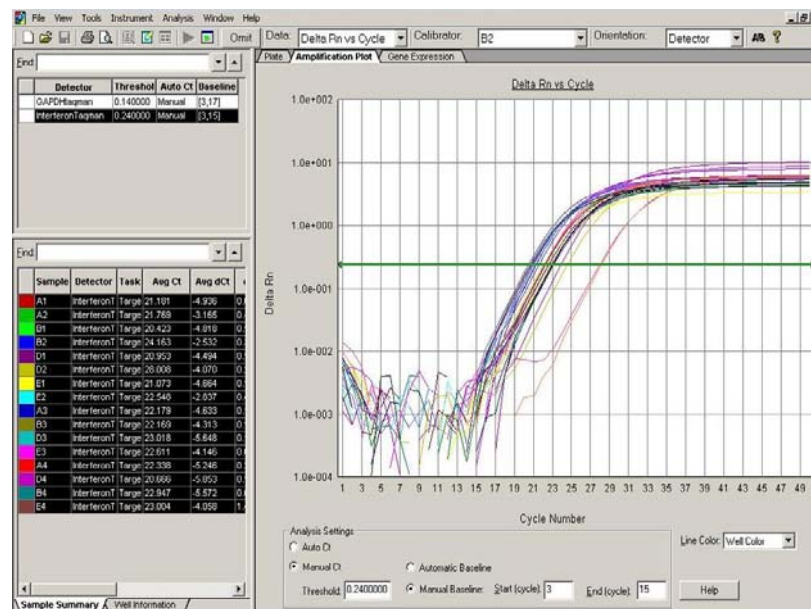 File View Tools Instrument Analysis Window Help
Omit Data: Delta Rn vs Cycle Calibrator: B2 Orientation: Detector
Find:
Plate Amplification Plot Gene Expression
Detector Threshol Auto Ct Baseline
GAPDHtaqman 0.140000 Manual [3,17]
InterferonTaqman 0.240000 Manual [3,15]
Delta Rn vs Cycle
1.0e+002
1.0e+001
1.0e+000
1.0e-001
1.0e-002
1.0e-003
1.0e-004
Delta Rn
1 3 5 7 9 11 13 15 17 19 21 23 25 27 29 31 33 35 37 39 41 43 45 47 49
Cycle Number
Find:
Sample Detector Task Avg Ct Avg dCt
A1 InterferonT Targe 21.181 -4.936
A2 InterferonT Targe 21.769 -3.165
B1 InterferonT Targe 20.423 -4.818
B2 InterferonT Targe 24.163 -2.532
D1 InterferonT Targe 20.953 -4.494
D2 InterferonT Targe 28.008 -4.070
E1 InterferonT Targe 21.073 -4.664
E2 InterferonT Targe 22.548 -2.837
A3 InterferonT Targe 22.179 -4.633
B3 InterferonT Targe 22.169 -4.313
D3 InterferonT Targe 23.018 -5.648
E3 InterferonT Targe 22.611 -4.146
A4 InterferonT Targe 22.338 -5.246
D4 InterferonT Targe 20.666 -5.853
B4 InterferonT Targe 22.947 -5.572
E4 InterferonT Targe 23.004 -4.058
Sample Summary Well Information
Analysis Settings
Auto Ct
Manual Ct Automatic Baseline
Threshold: 0.2400000 Manual Baseline: Start (cycle): 3 End (cycle): 15
Line Color: Well Color
Help